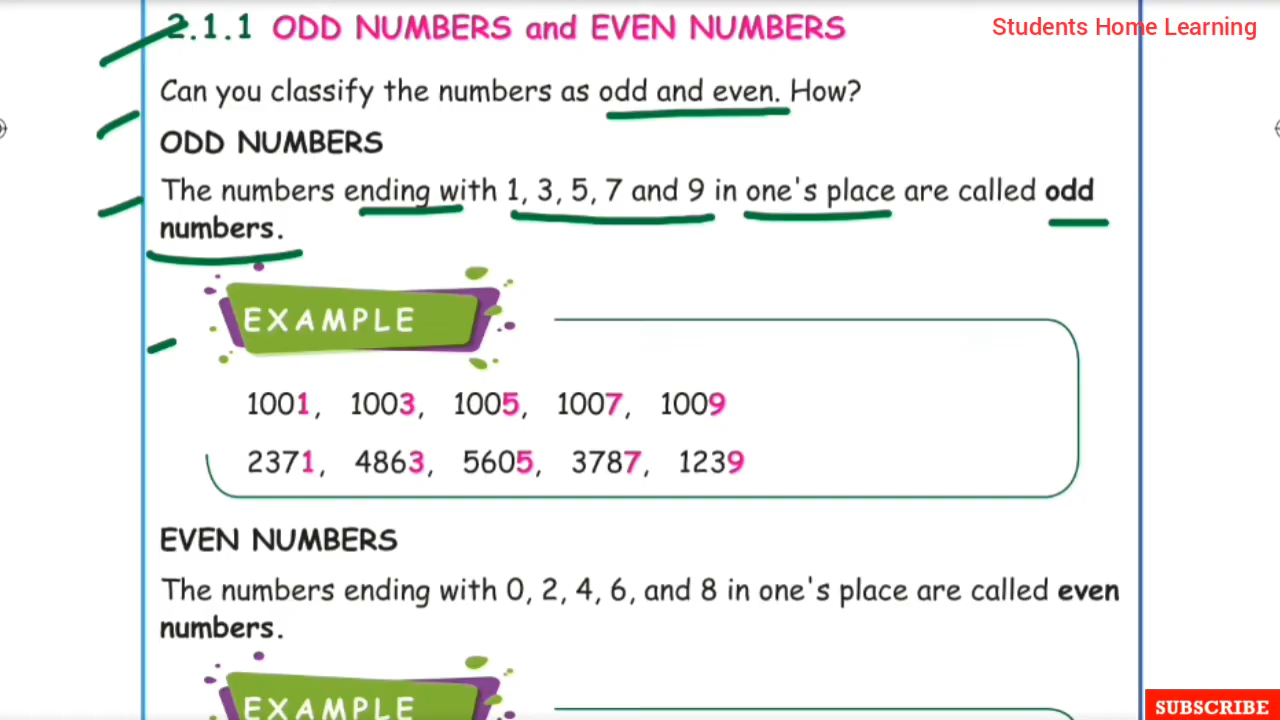 2.1.1 ODD NUMBERS and EVEN NUMBERS
Students Home Learning
Can you classify the numbers as odd and even. How?
ODD NUMBERS
The numbers ending with 1, 3, 5, 7 and 9 in one's place are called odd
numbers.
EXAMPLE
1001, 1003, 1005, 1007, 1009
2371, 4863, 5605, 3787, 1239
EVEN NUMBERS
The numbers ending with 0, 2, 4, 6, and 8 in one's place are called even
numbers.
EXAMPLE
SUBSCRIBE